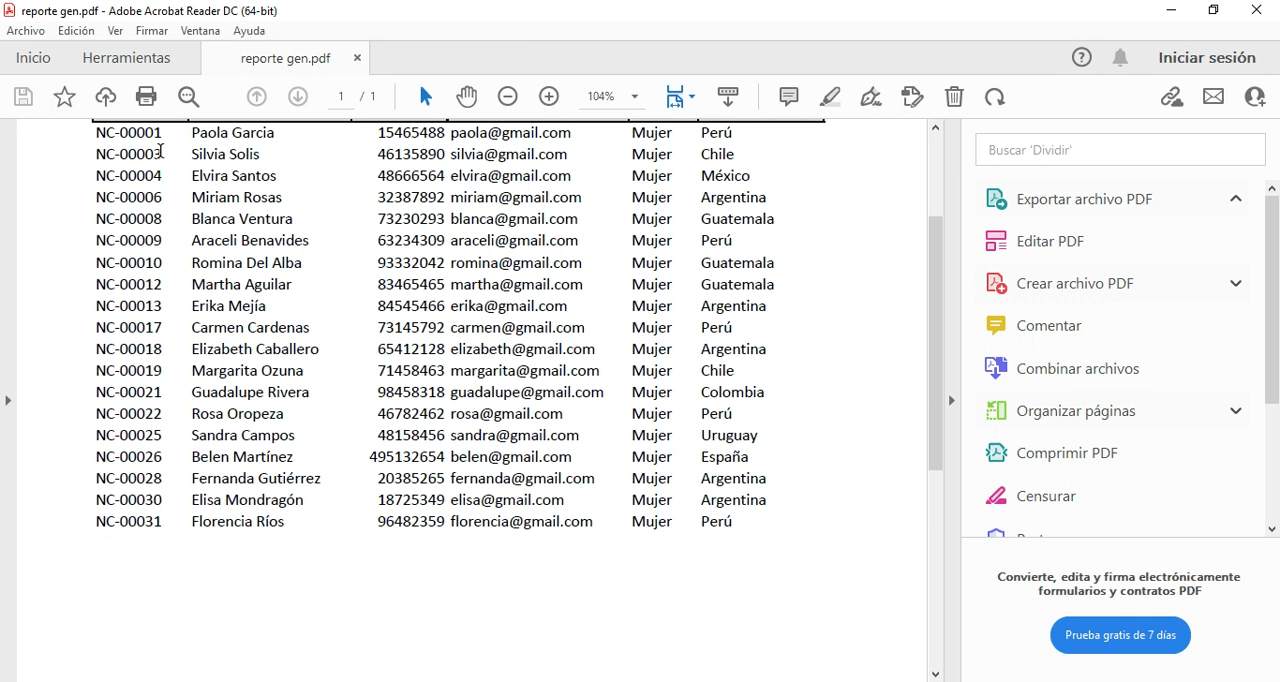 reporte gen.pdf - Adobe Acrobat Reader DC (64-bit)
Archivo Edición Ver Firmar Ventana Ayuda
Inicio Herramientas reporte gen.pdf × Iniciar sesión
1 / 1 104%
NC-00001 Paola Garcia 15465488 paola@gmail.com Mujer Perú
NC-00003 Silvia Solis 46135890 silvia@gmail.com Mujer Chile
NC-00004 Elvira Santos 48666564 elvira@gmail.com Mujer México
NC-00006 Miriam Rosas 32387892 miriam@gmail.com Mujer Argentina
NC-00008 Blanca Ventura 73230293 blanca@gmail.com Mujer Guatemala
NC-00009 Araceli Benavides 63234309 araceli@gmail.com Mujer Perú
NC-00010 Romina Del Alba 93332042 romina@gmail.com Mujer Guatemala
NC-00012 Martha Aguilar 83465465 martha@gmail.com Mujer Guatemala
NC-00013 Erika Mejía 84545466 erika@gmail.com Mujer Argentina
NC-00017 Carmen Cardenas 73145792 carmen@gmail.com Mujer Perú
NC-00018 Elizabeth Caballero 65412128 elizabeth@gmail.com Mujer Argentina
NC-00019 Margarita Ozuna 71458463 margarita@gmail.com Mujer Chile
NC-00021 Guadalupe Rivera 98458318 guadalupe@gmail.com Mujer Colombia
NC-00022 Rosa Oropeza 46782462 rosa@gmail.com Mujer Perú
NC-00025 Sandra Campos 48158456 sandra@gmail.com Mujer Uruguay
NC-00026 Belen Martínez 495132654 belen@gmail.com Mujer España
NC-00028 Fernanda Gutiérrez 20385265 fernanda@gmail.com Mujer Argentina
NC-00030 Elisa Mondragón 18725349 elisa@gmail.com Mujer Argentina
NC-00031 Florencia Ríos 96482359 florencia@gmail.com Mujer Perú
Buscar 'Dividir'
Exportar archivo PDF
Editar PDF
Crear archivo PDF
Comentar
Combinar archivos
Organizar páginas
Comprimir PDF
Censurar
Convierte, edita y firma electrónicamente
formularios y contratos PDF
Prueba gratis de 7 días